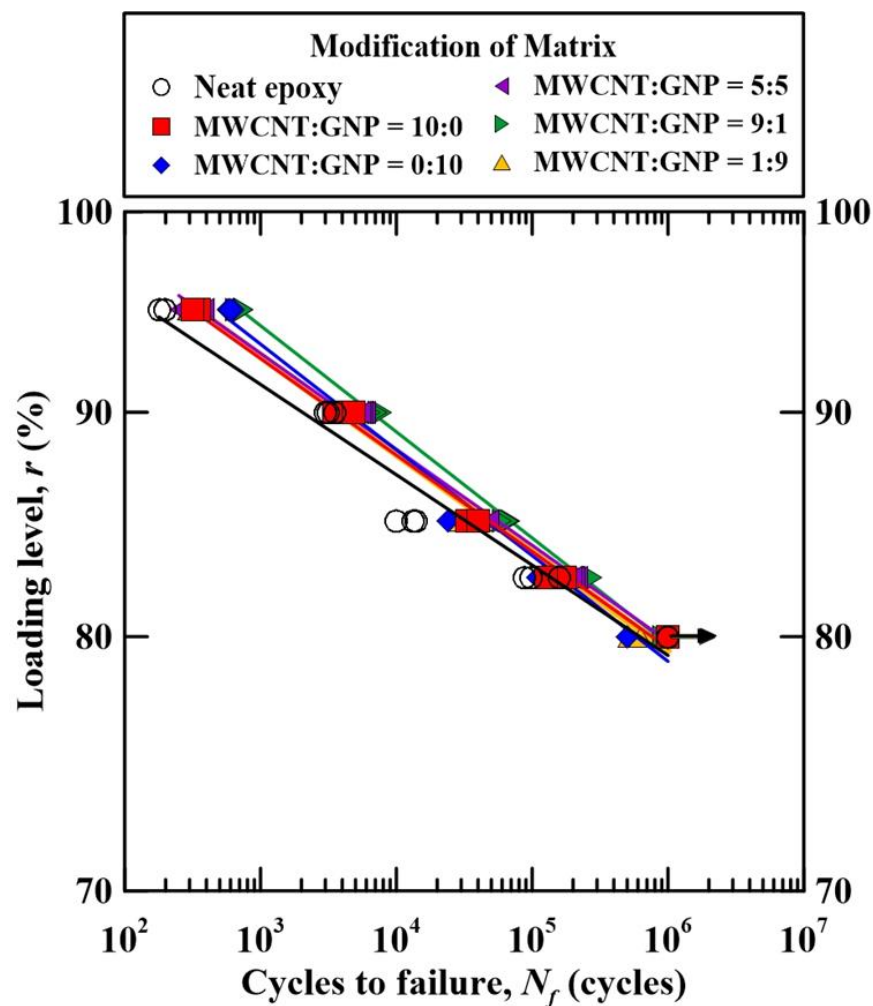 Modification of Matrix
Neat epoxy
MWCNT:GNP = 5:5
MWCNT:GNP = 10:0
MWCNT:GNP = 9:1
MWCNT:GNP = 0:10
MWCNT:GNP = 1:9
100
100
90
90
80
80
70
70
Loading level, r (%)
10²
10³
10⁴
10⁵
10⁶
10⁷
Cycles to failure, N_f (cycles)